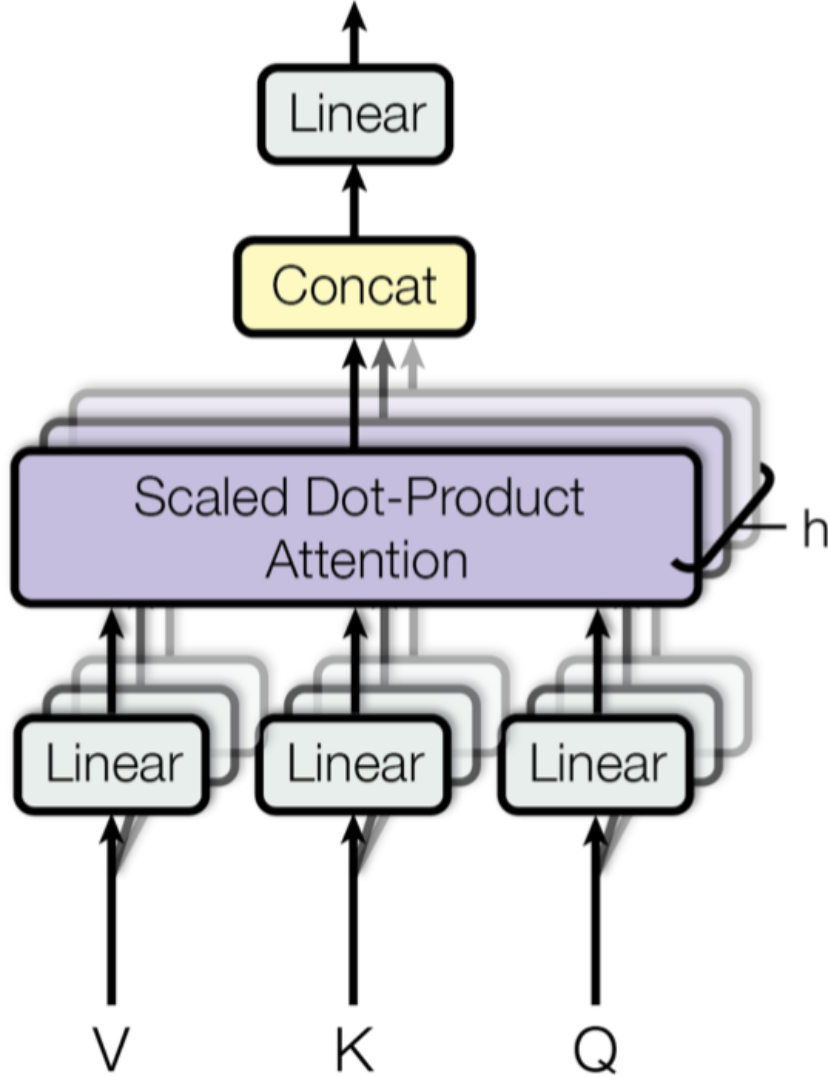 Linear
Concat
Scaled Dot-Product
Attention
h
Linear Linear Linear
V K Q